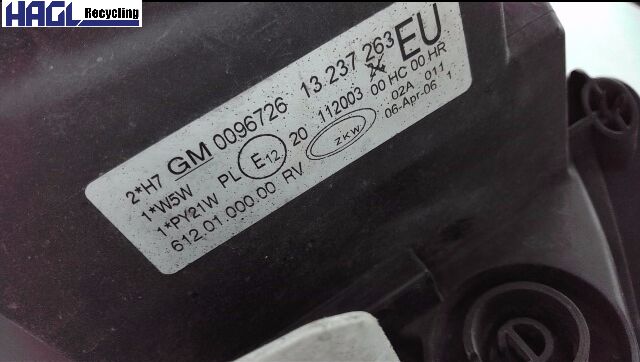 HAGL Recycling
2*H7 GM 0096726 13.237 263 EU
1*W5W PL E12 20 112003 00 HC 00 HR
1*PY21W ZKW 02A 011
612.01.000.00 RV 06-Apr-06 1
D